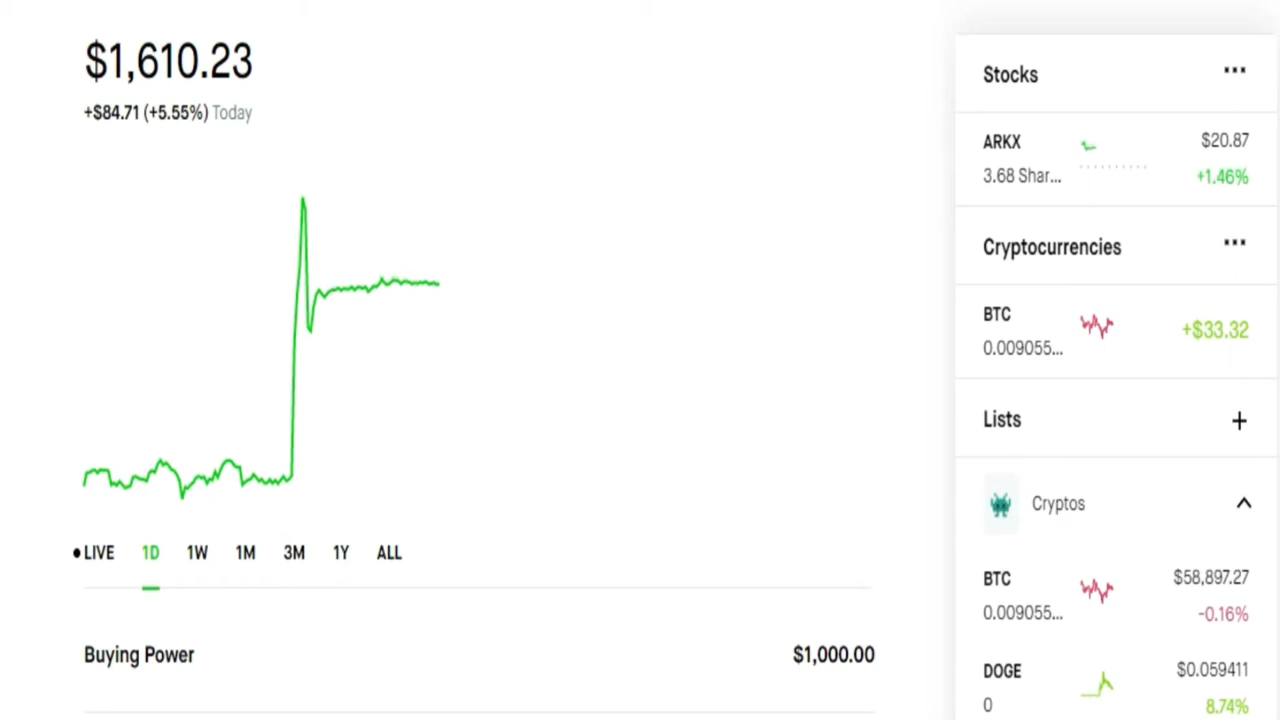 $1,610.23
+$84.71 (+5.55%) Today
LIVE 1D 1W 1M 3M 1Y ALL
Buying Power $1,000.00
Stocks
ARKX $20.87
3.68 Shar... +1.46%
Cryptocurrencies
BTC
0.009055... +$33.32
Lists
Cryptos
BTC $58,897.27
0.009055... -0.16%
DOGE $0.059411
0 8.74%